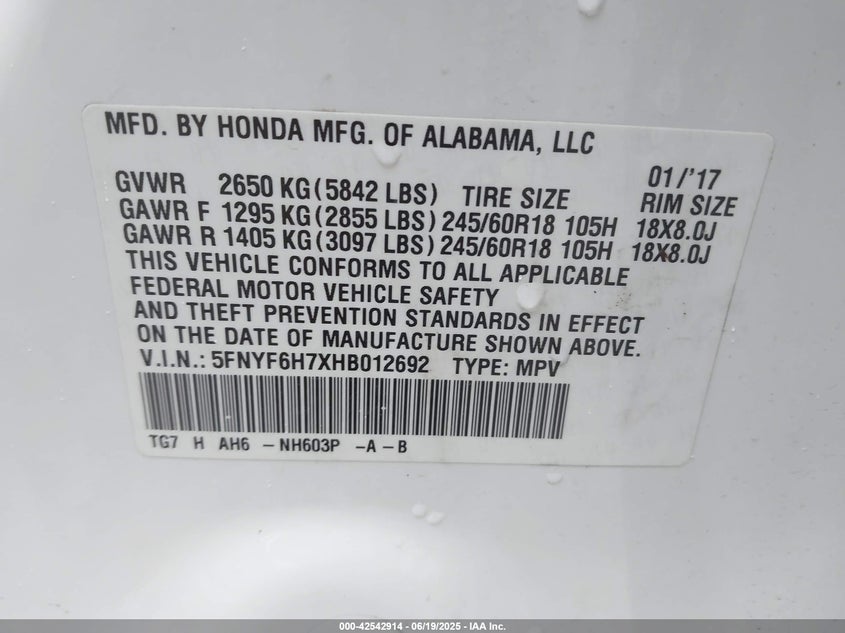 MFD. BY HONDA MFG. OF ALABAMA, LLC
01/'17
GVWR 2650 KG (5842 LBS) TIRE SIZE RIM SIZE
GAWR F 1295 KG (2855 LBS) 245/60R18 105H 18X8.0J
GAWR R 1405 KG (3097 LBS) 245/60R18 105H 18X8.0J
THIS VEHICLE CONFORMS TO ALL APPLICABLE
FEDERAL MOTOR VEHICLE SAFETY
AND THEFT PREVENTION STANDARDS IN EFFECT
ON THE DATE OF MANUFACTURE SHOWN ABOVE.
V.I.N.: 5FNYF6H7XHB012692 TYPE: MPV
TG7 H AH6 – NH603P – A – B
000-42542914 - 06/19/2025 - IAA Inc.